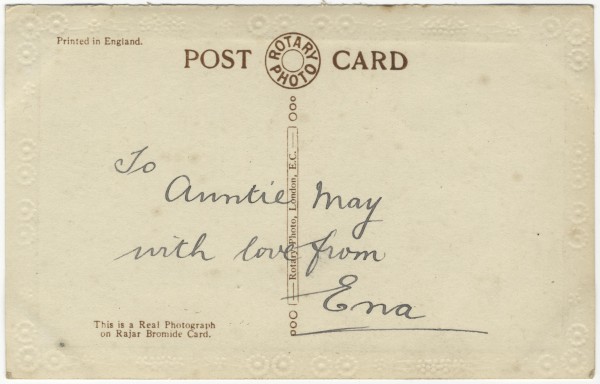 Printed in England.
POST CARD
ROTARY PHOTO
Rotary Photo, London, E.C.
To
Auntie May
with love from
Ena
This is a Real Photograph
on Rajar Bromide Card.